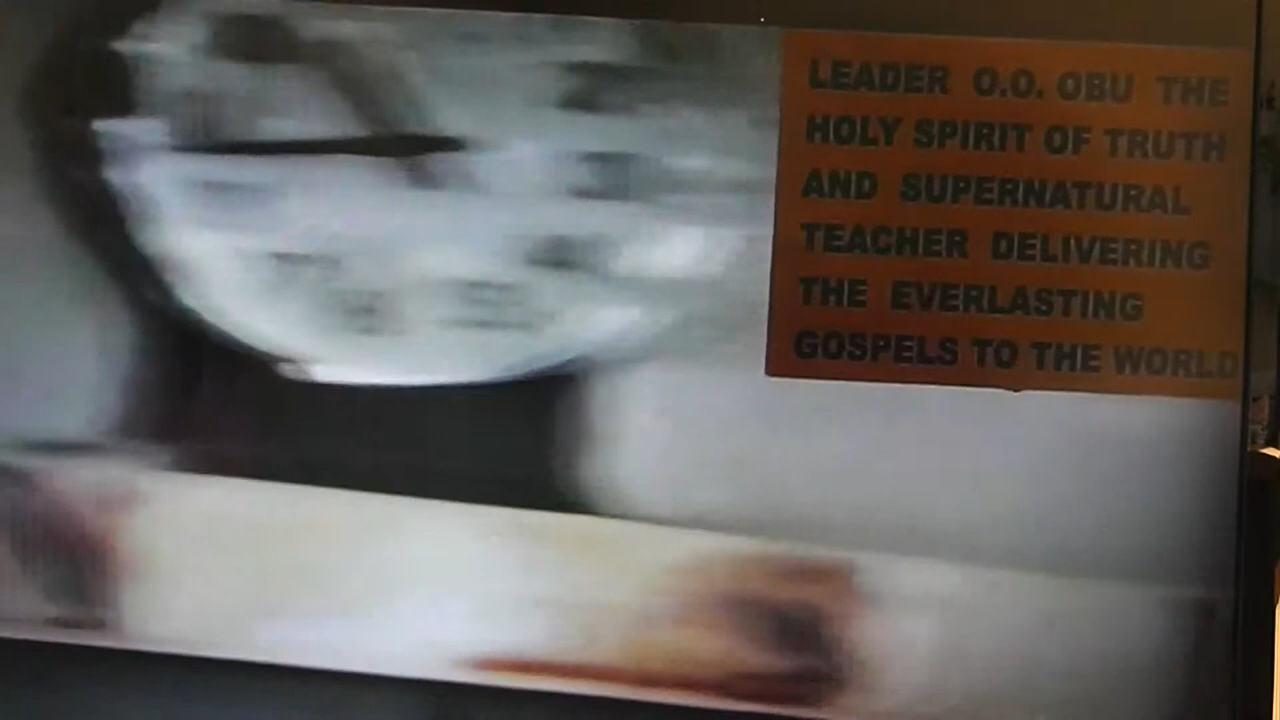 LEADER O.O. OBU THE
HOLY SPIRIT OF TRUTH
AND SUPERNATURAL
TEACHER DELIVERING
THE EVERLASTING
GOSPELS TO THE WORLD